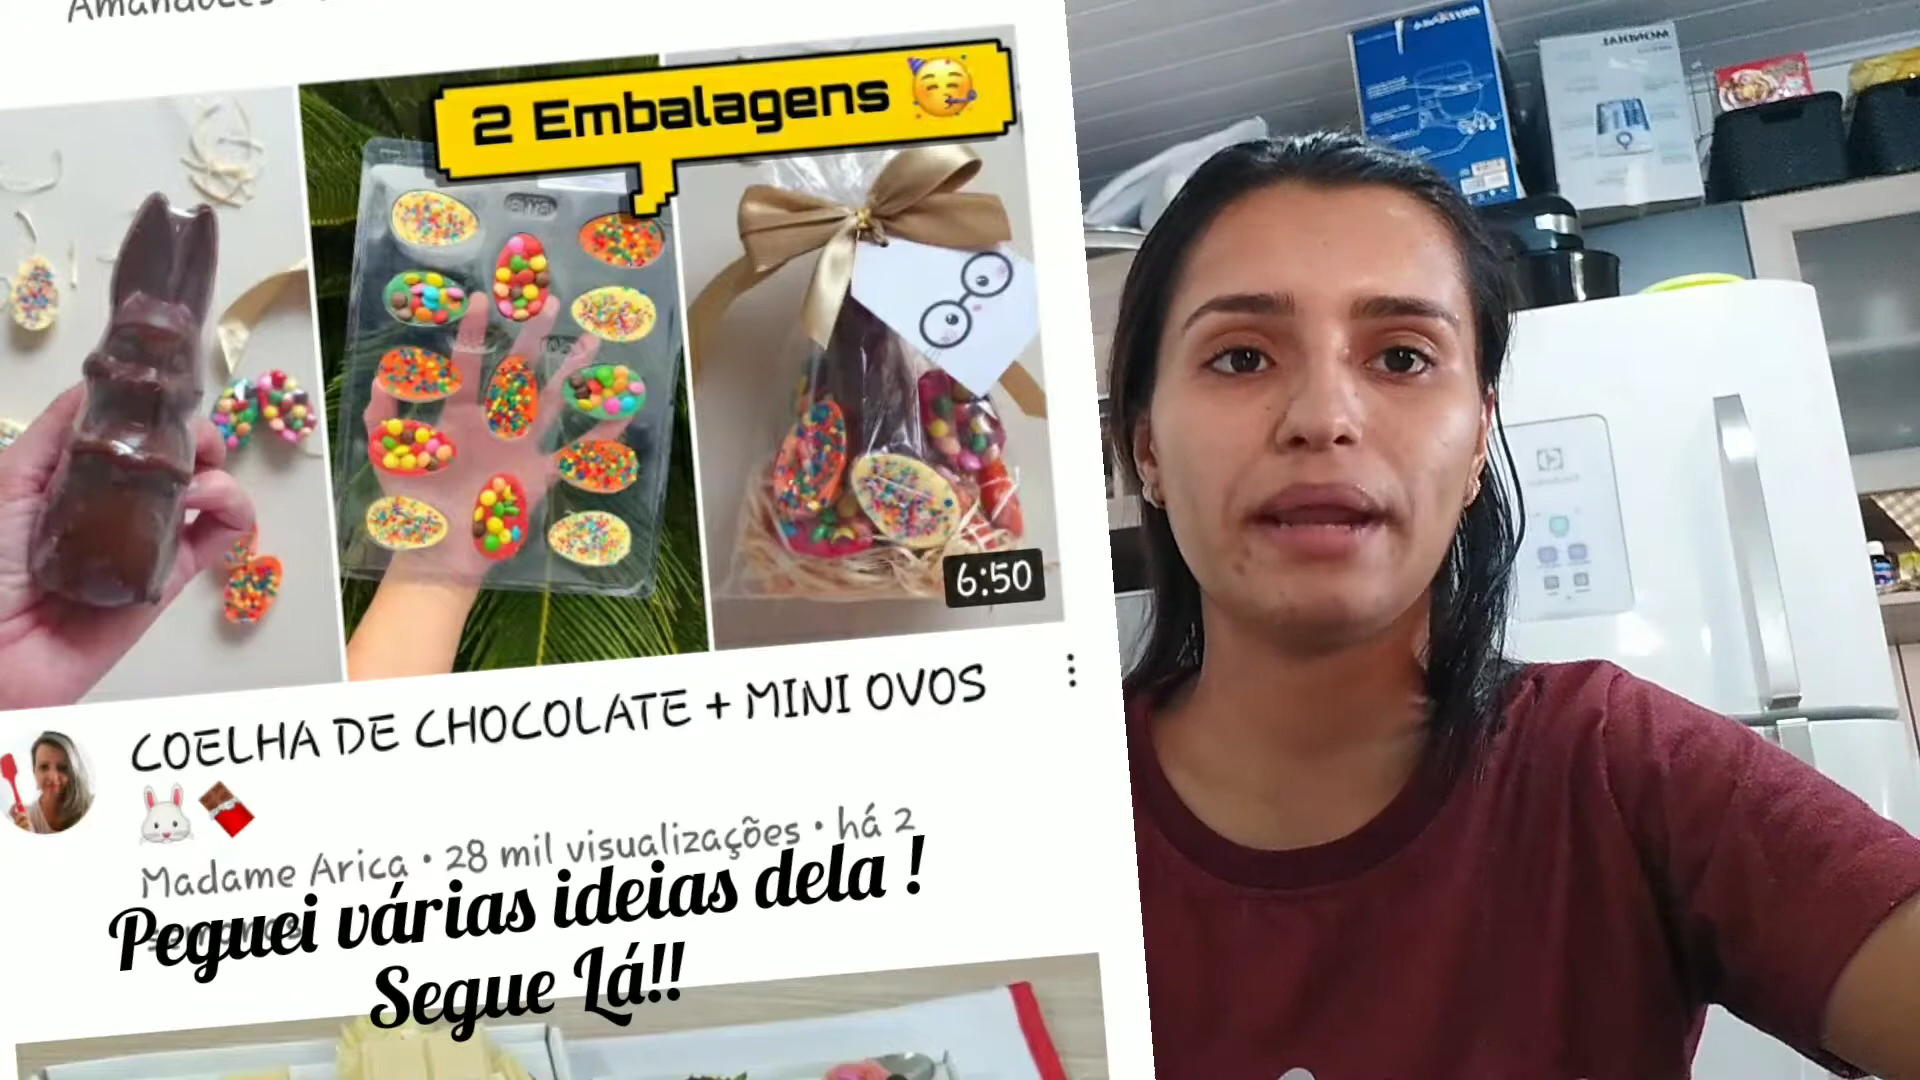 2 Embalagens
6:50
COELHA DE CHOCOLATE + MINI OVOS
Madame Arica • 28 mil visualizações • há 2
semanas
Peguei várias ideias dela !
Segue Lá!!